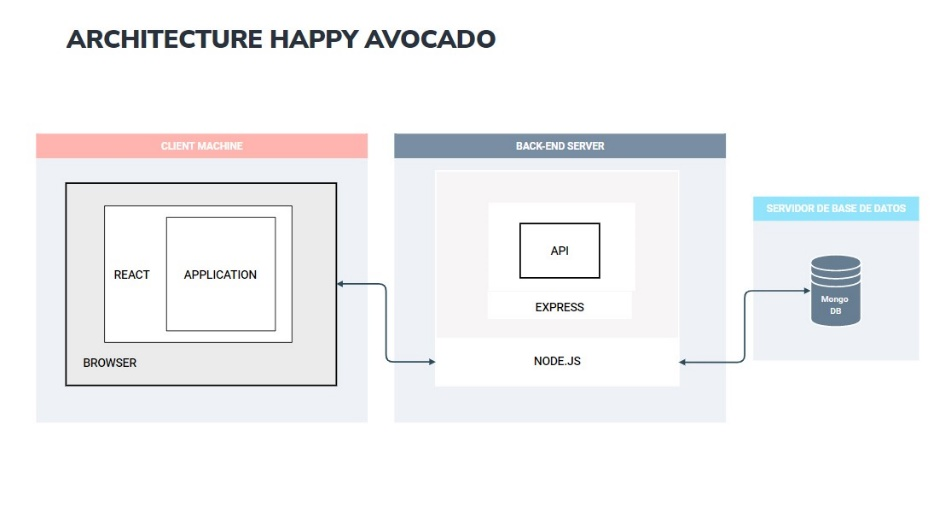 ARCHITECTURE HAPPY AVOCADO
CLIENT MACHINE
REACT
APPLICATION
BROWSER
BACK-END SERVER
API
EXPRESS
NODE.JS
SERVIDOR DE BASE DE DATOS
Mongo
DB